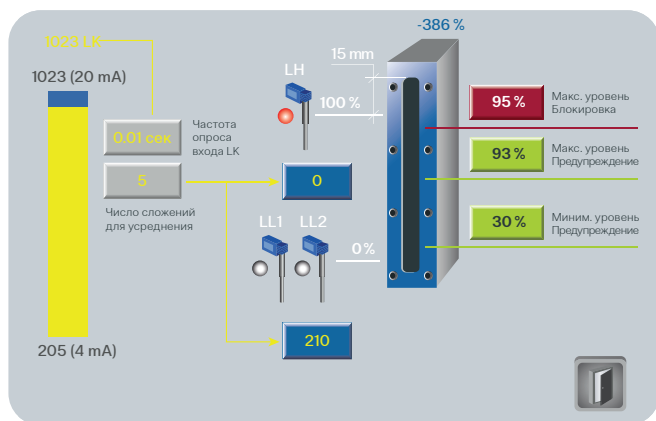 -386 %
1023 LK
15 mm
LH
1023 (20 mA)
100 %
95 %
Макс. уровень
Блокировка
0.01 сек
Частота
опроса
входа LK
93 %
Макс. уровень
Предупреждение
5
0
Число сложений
для усреднения
LL1
LL2
0 %
30 %
Миним. уровень
Предупреждение
210
205 (4 mA)